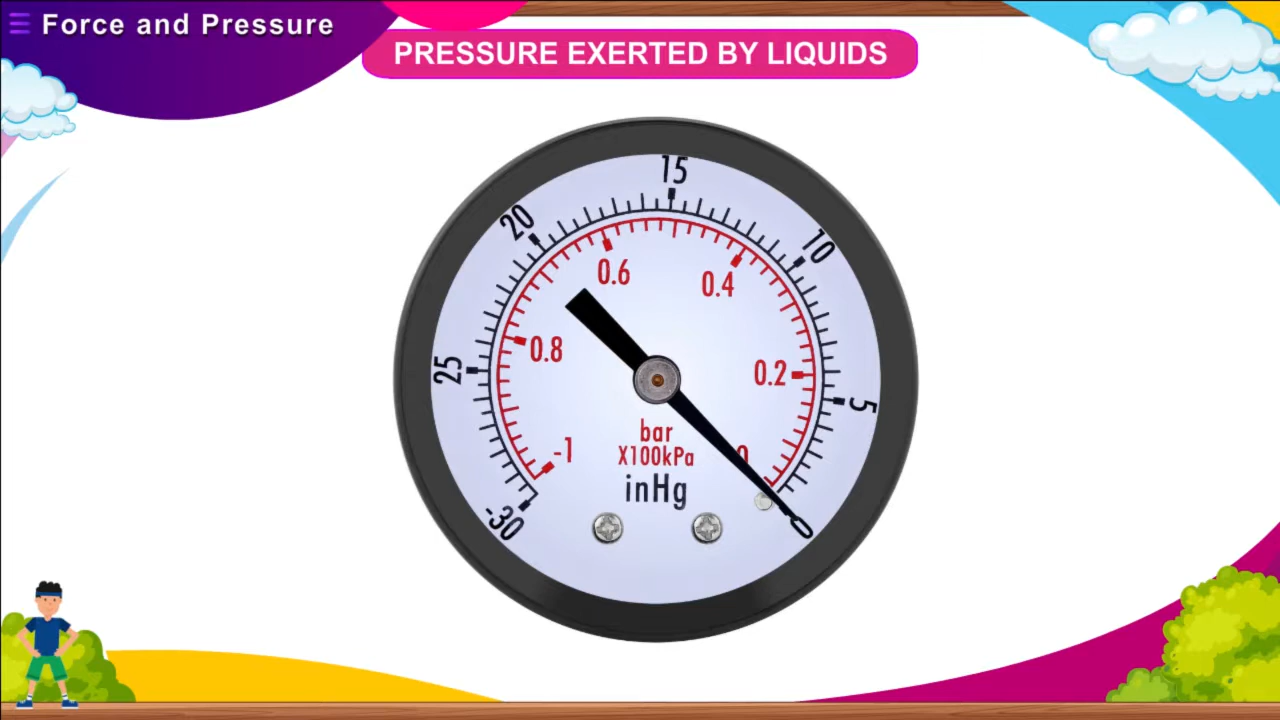 Force and Pressure
PRESSURE EXERTED BY LIQUIDS
15
20
10
0.6
0.4
0.8
25
0.2
5
bar
-1
0
X100kPa
inHg
-30
0